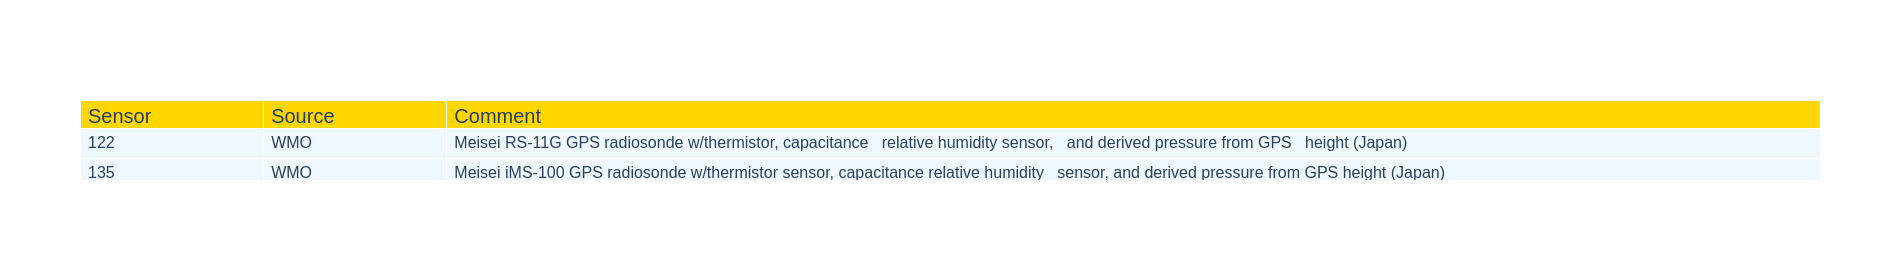 Sensor Source Comment
122 WMO Meisei RS-11G GPS radiosonde w/thermistor, capacitance   relative humidity sensor,   and derived pressure from GPS   height (Japan)
135 WMO Meisei iMS-100 GPS radiosonde w/thermistor sensor, capacitance relative humidity   sensor, and derived pressure from GPS height (Japan)